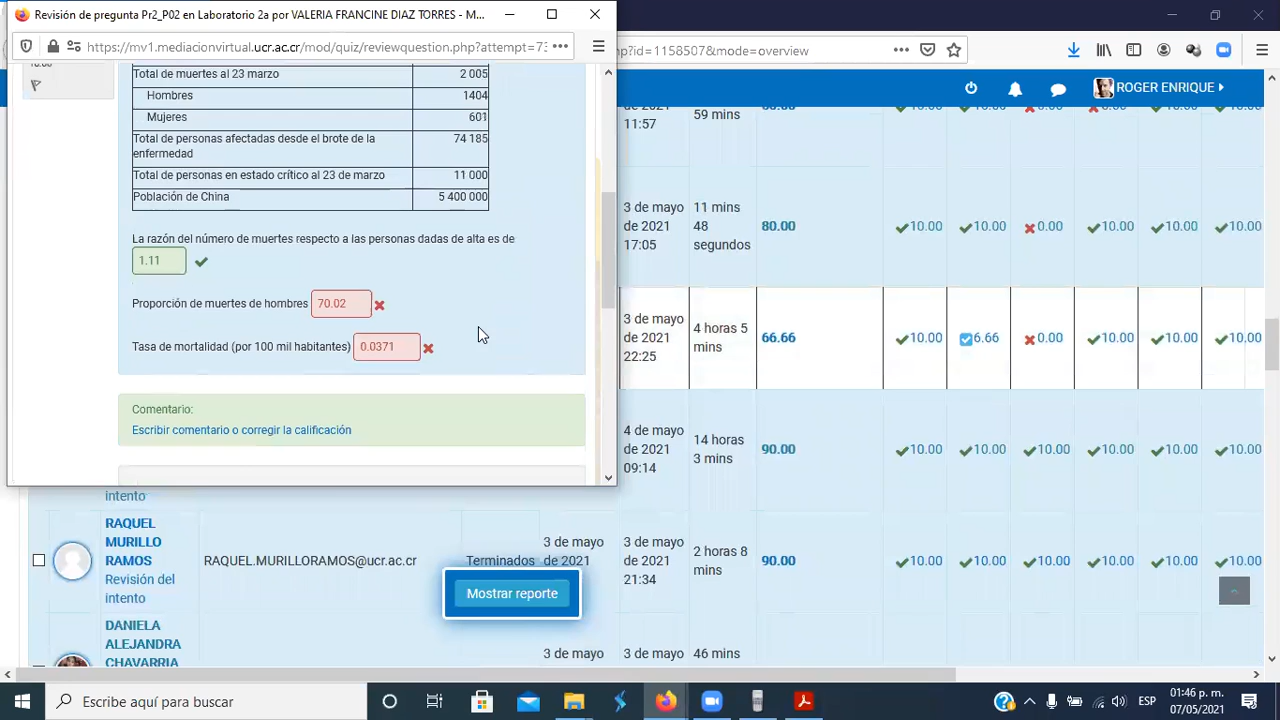 Revisión de pregunta Pr2_P02 en Laboratorio 2a por VALERIA FRANCINE DIAZ TORRES - M...
https://mv1.mediacionvirtual.ucr.ac.cr/mod/quiz/reviewquestion.php?attempt=7
php?id=1158507&mode=overview
ROGER ENRIQUE
Total de muertes al 23 marzo 2 005
Hombres 1404
Mujeres 601
Total de personas afectadas desde el brote de la enfermedad 74 185
Total de personas en estado crítico al 23 de marzo 11 000
Población de China 5 400 000
La razón del número de muertes respecto a las personas dadas de alta es de
1.11
Proporción de muertes de hombres 70.02
Tasa de mortalidad (por 100 mil habitantes) 0.0371
Comentario:
Escribir comentario o corregir la calificación
de 2021
11:57
59 mins
3 de mayo
de 2021
17:05
11 mins
48
segundos
80.00 10.00 10.00 0.00 10.00 10.00 10.00
3 de mayo
de 2021
22:25
4 horas 5
mins
66.66 10.00 6.66 0.00 10.00 10.00 10.00
4 de mayo
de 2021
09:14
14 horas
3 mins
90.00 10.00 10.00 10.00 10.00 10.00 10.00
intento
RAQUEL
MURILLO
RAMOS
Revisión del
intento
RAQUEL.MURILLORAMOS@ucr.ac.cr
Terminados
3 de mayo
de 2021
3 de mayo
de 2021
21:34
2 horas 8
mins
90.00 10.00 10.00 10.00 10.00 10.00 10.00
Mostrar reporte
DANIELA
ALEJANDRA
CHAVARRIA
3 de mayo
3 de mayo
46 mins
Escribe aquí para buscar
ESP
01:46 p. m.
07/05/2021